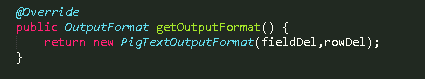 @Override
public OutputFormat getOutputFormat() {
    return new PigTextOutputFormat(fieldDel,rowDel);
}